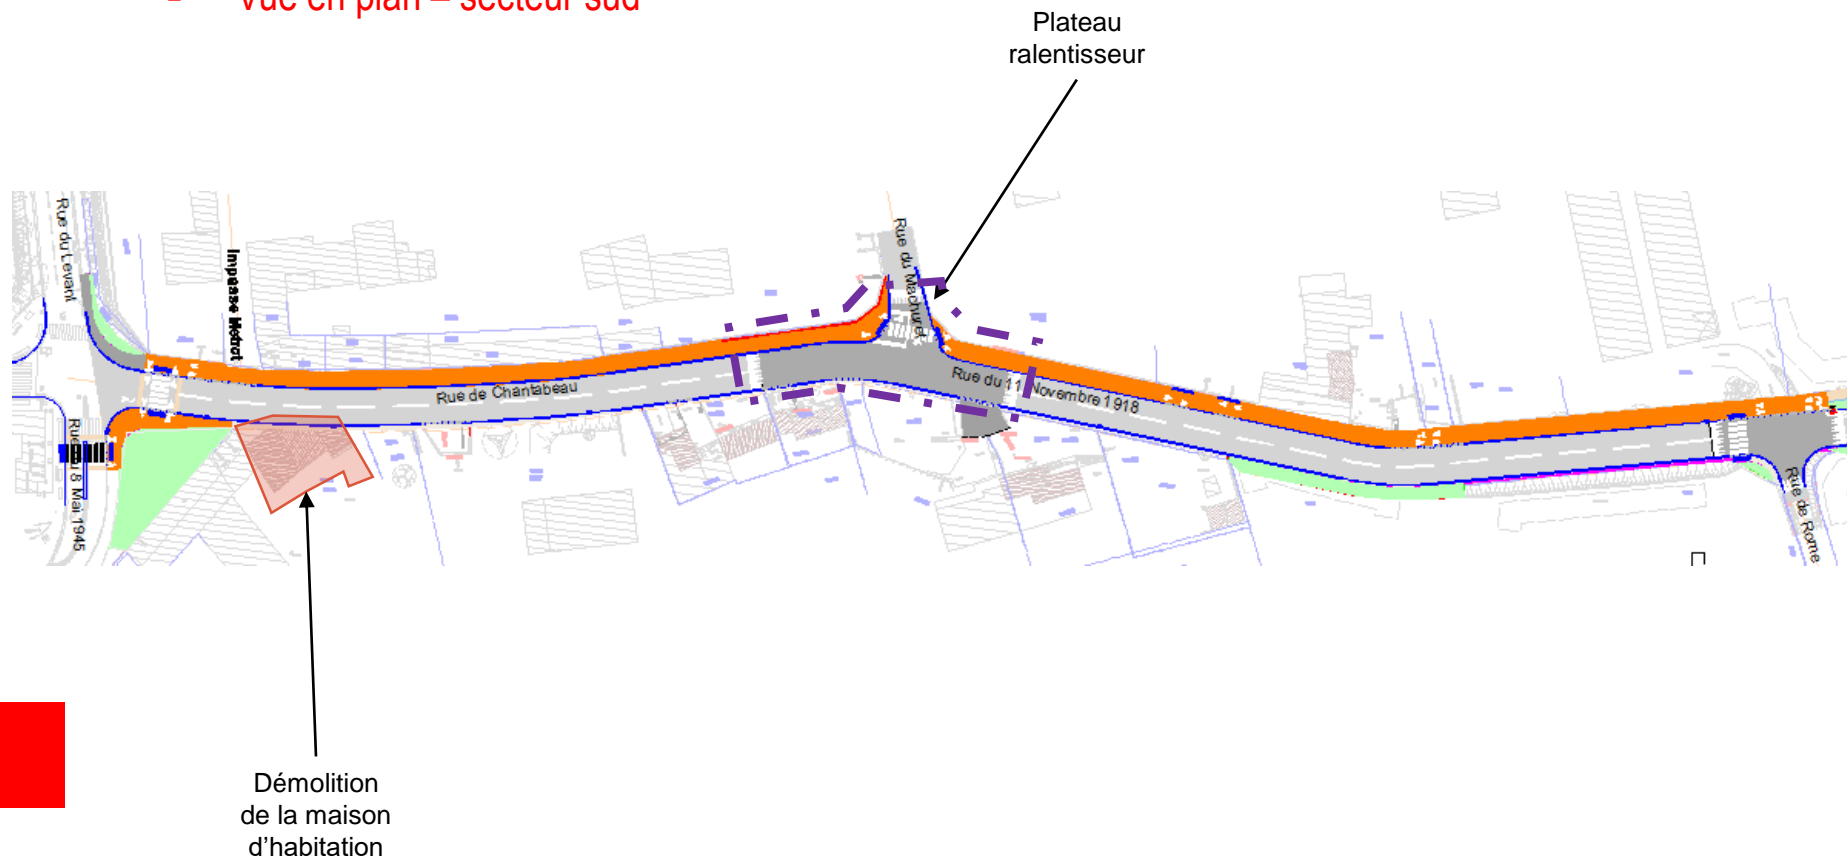 - Vue en plan – secteur sud
Plateau
ralentisseur
Rue du Levant
Impasse Métrot
Rue du Machuret
Rue de Chantabeau
Rue du 11 Novembre 1918
Rue du 8 Mai 1945
Rue de Rome
Démolition
de la maison
d’habitation